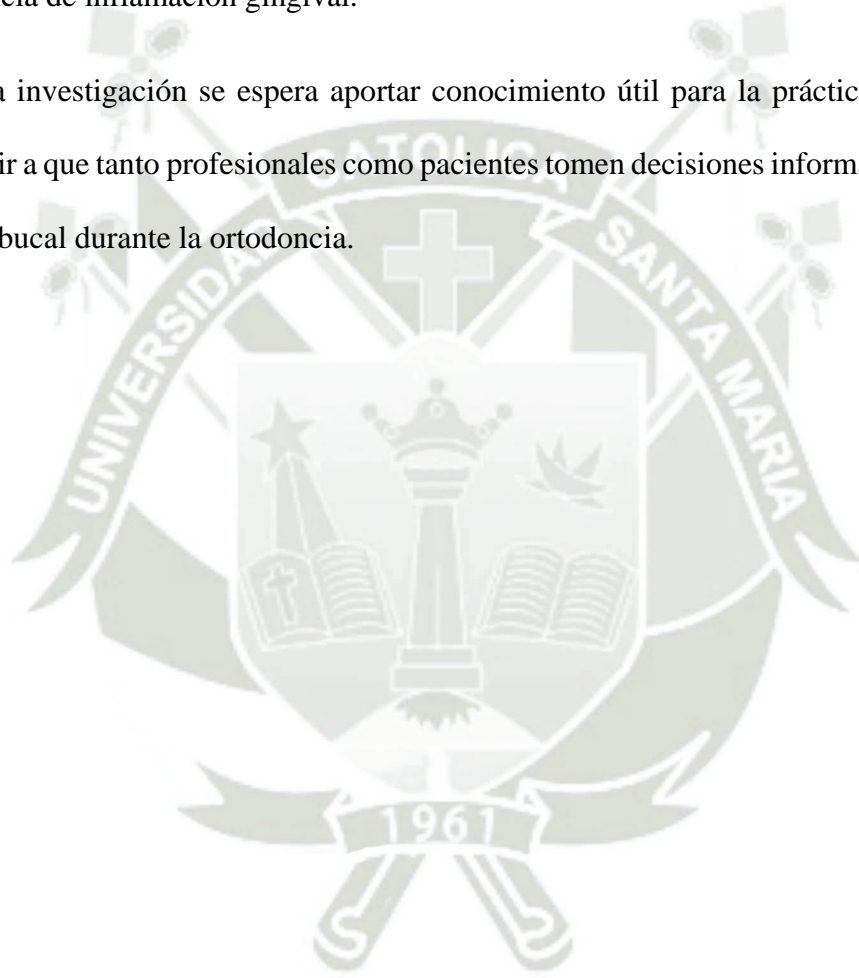 de inflamación gingival.
a investigación se espera aportar conocimiento útil para la práctic
ir a que tanto profesionales como pacientes tomen decisiones inform
bucal durante la ortodoncia.
UNIVERSIDAD CATOLICA SANTA MARIA
1961